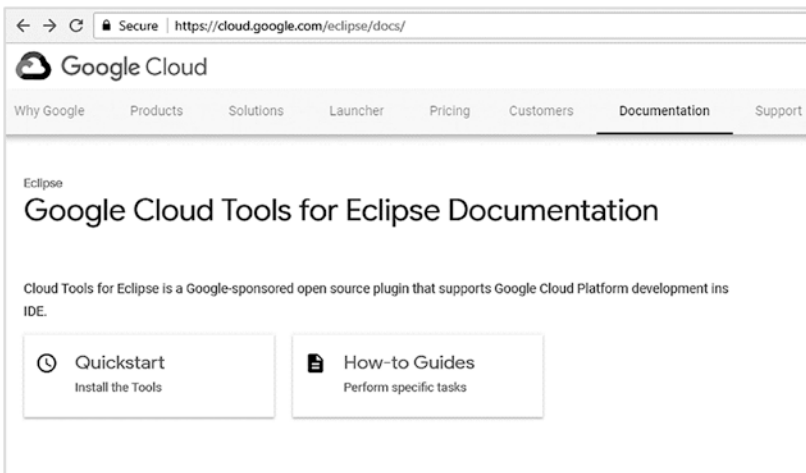 Secure https://cloud.google.com/eclipse/docs/
Google Cloud
Why Google Products Solutions Launcher Pricing Customers Documentation Support
Eclipse
Google Cloud Tools for Eclipse Documentation
Cloud Tools for Eclipse is a Google-sponsored open source plugin that supports Google Cloud Platform development ins
IDE.
Quickstart How-to Guides
Install the Tools Perform specific tasks